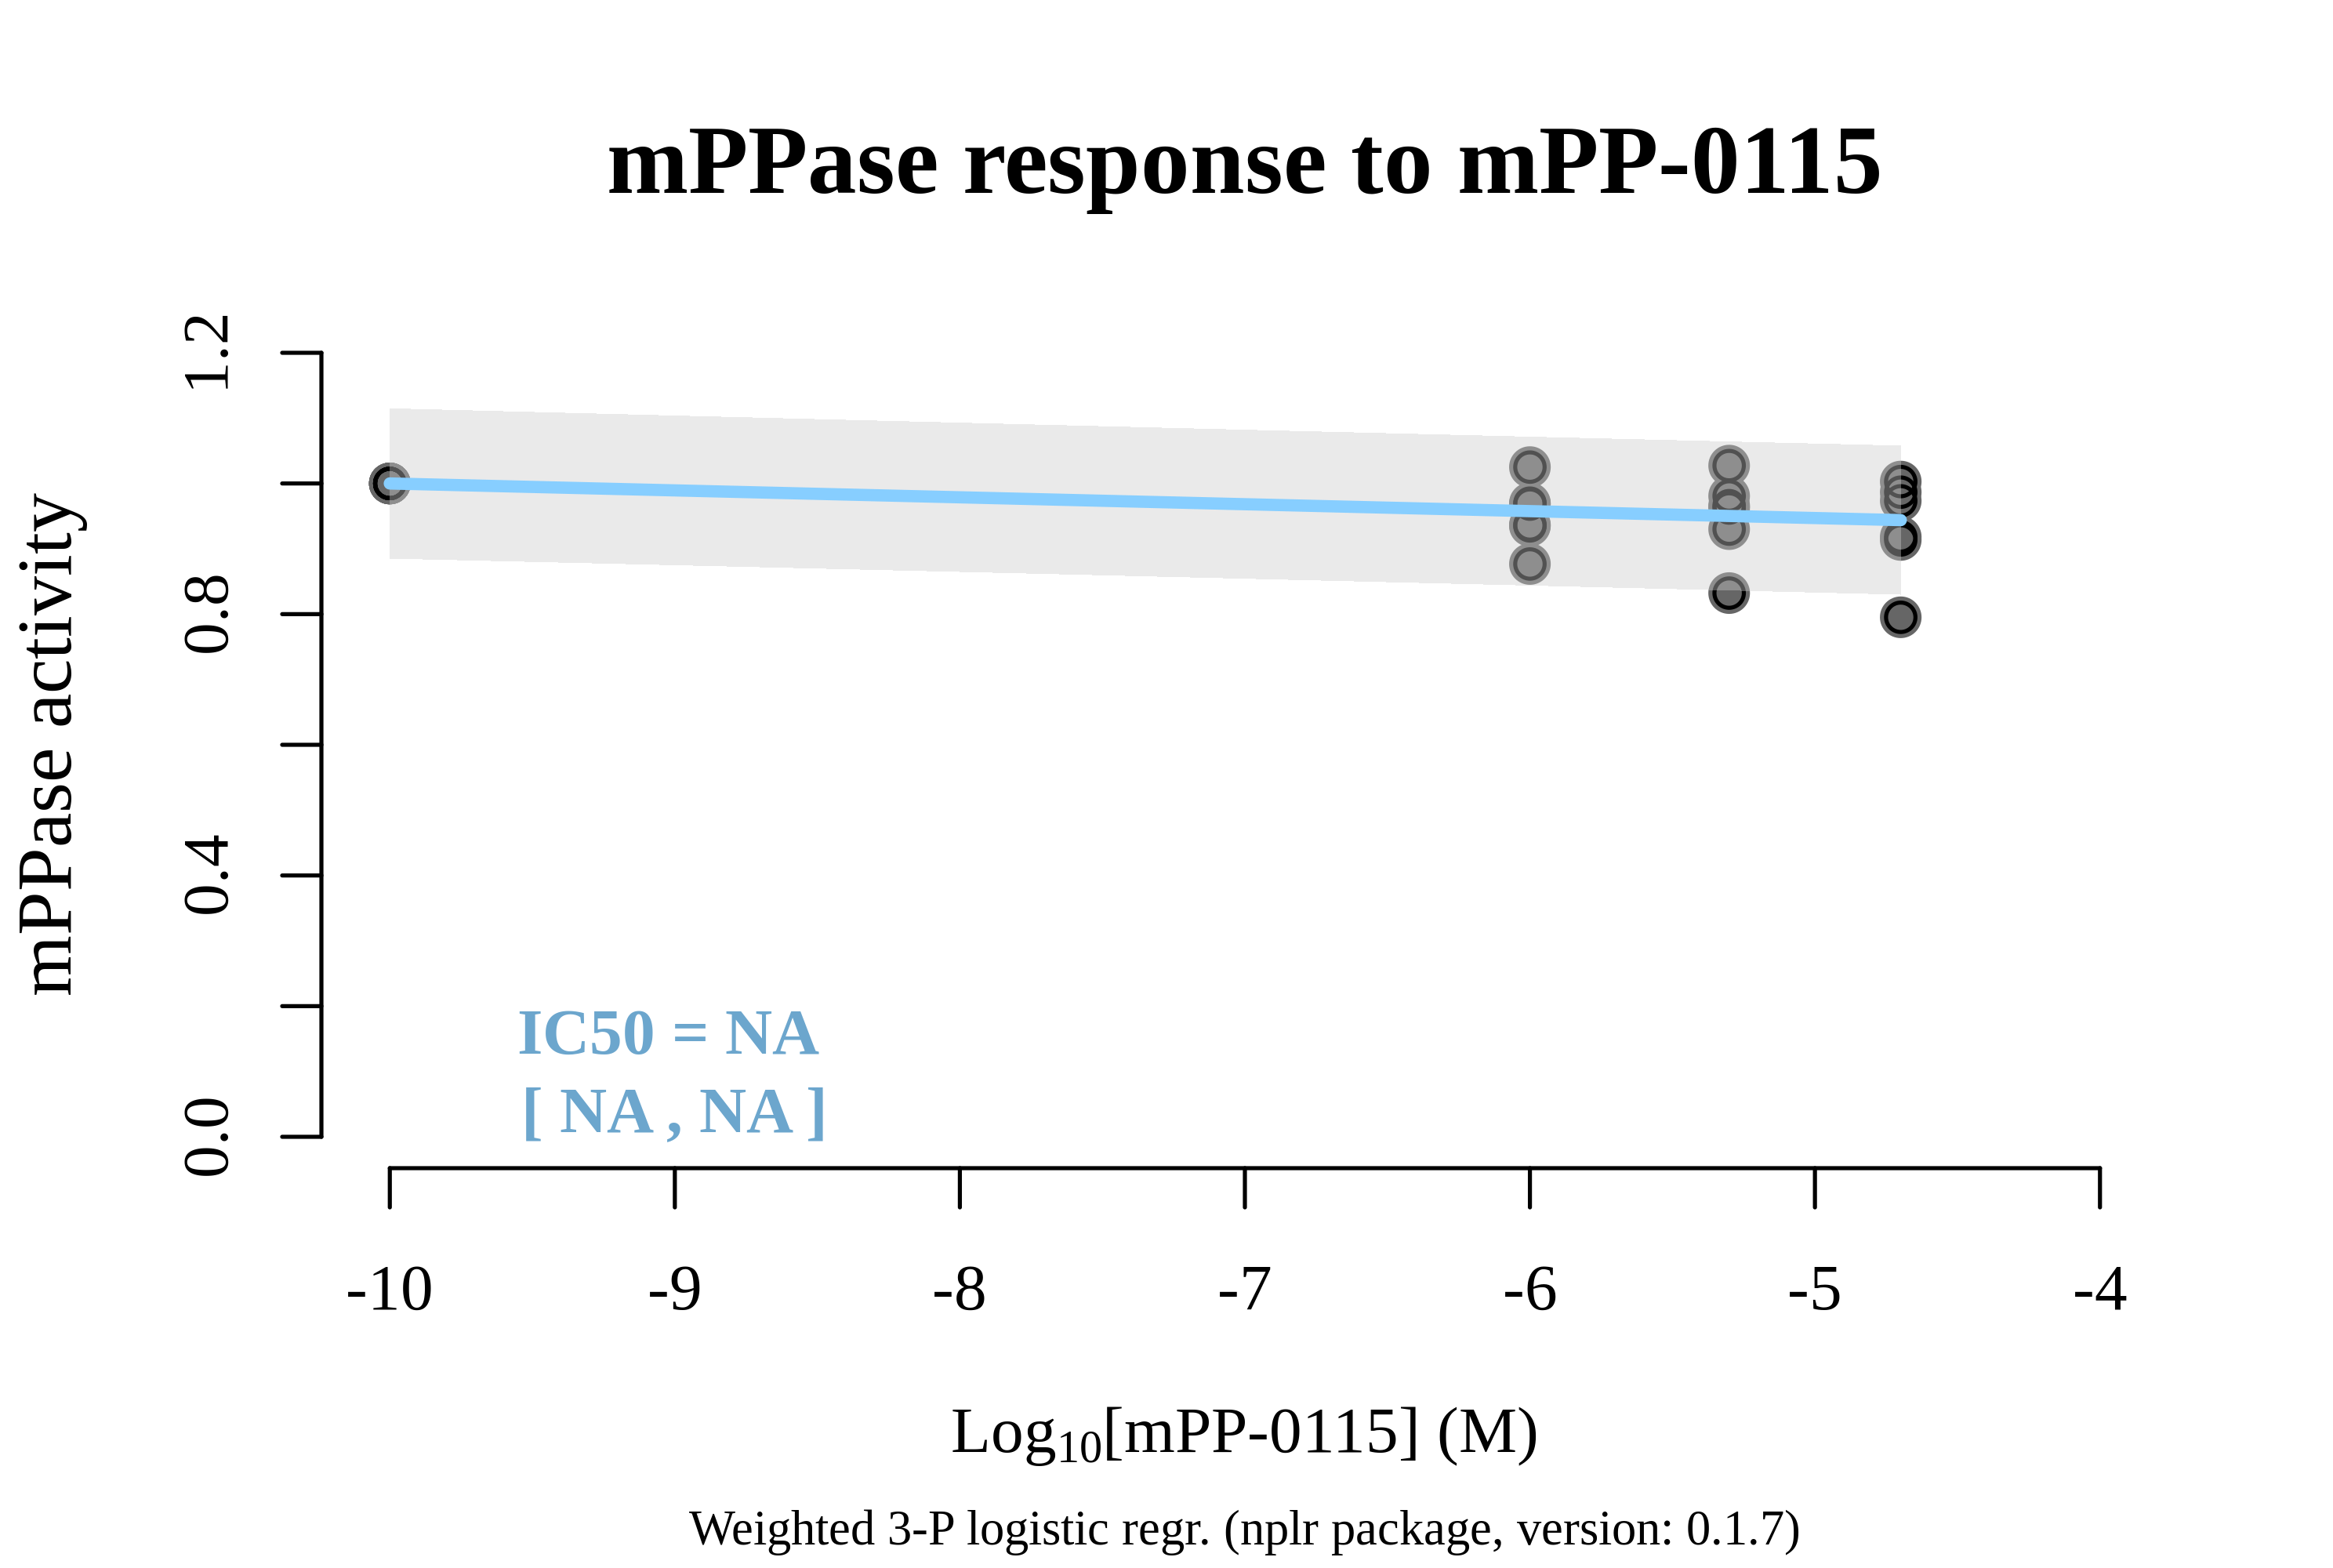 mPPase response to mPP-0115
mPPase activity
1.2
0.8
0.4
0.0
IC50 = NA
[ NA , NA ]
-10 -9 -8 -7 -6 -5 -4
Log10[mPP-0115] (M)
Weighted 3-P logistic regr. (nplr package, version: 0.1.7)